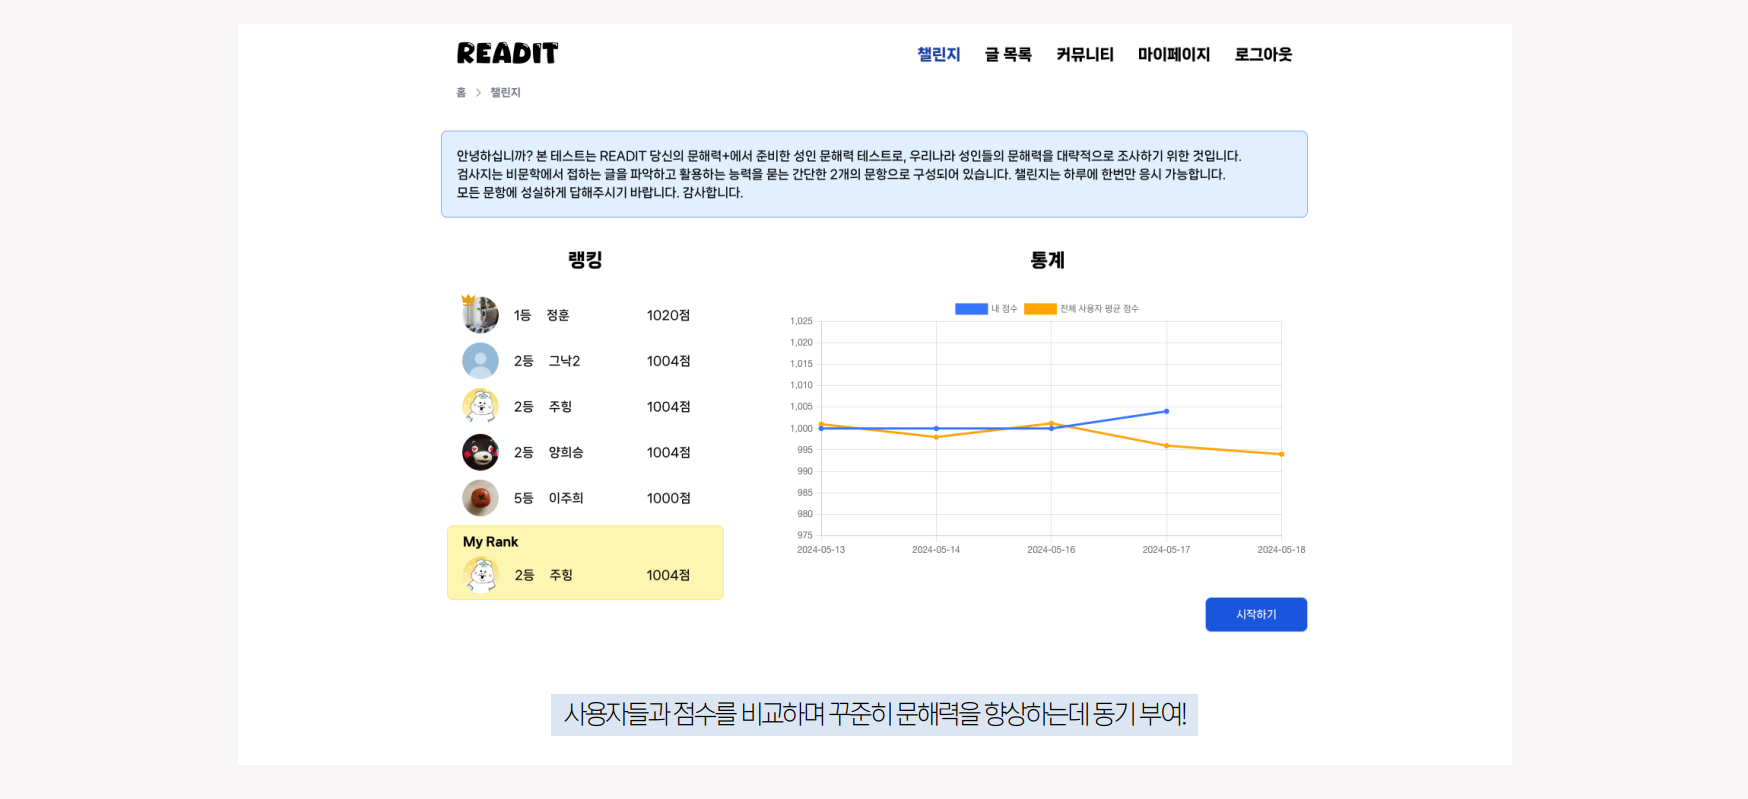 READIT
챌린지 글 목록 커뮤니티 마이페이지 로그아웃
홈 > 챌린지
안녕하십니까? 본 테스트는 READIT 당신의 문해력+에서 준비한 성인 문해력 테스트로, 우리나라 성인들의 문해력을 대략적으로 조사하기 위한 것입니다.
검사지는 비문학에서 접하는 글을 파악하고 활용하는 능력을 묻는 간단한 2개의 문항으로 구성되어 있습니다. 챌린지는 하루에 한번만 응시 가능합니다.
모든 문항에 성실하게 답해주시기 바랍니다. 감사합니다.
랭킹
1등 정훈 1020점
2등 그냑2 1004점
2등 주힝 1004점
2등 양희승 1004점
5등 이주희 1000점
My Rank
2등 주힝 1004점
통계
내 점수 전체 사용자 평균 점수
1,025
1,020
1,015
1,010
1,005
1,000
995
990
985
980
975
2024-05-13 2024-05-14 2024-05-16 2024-05-17 2024-05-18
시작하기
사용자들과 점수를 비교하며 꾸준히 문해력을 향상하는데 동기 부여!